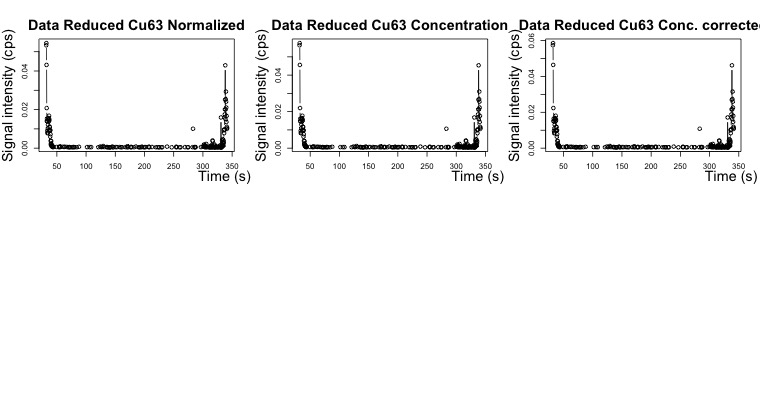 Data Reduced Cu63 Normalized
Signal intensity (cps)
0.00 0.02 0.04
50 100 150 200 250 300 350
Time (s)
Data Reduced Cu63 Concentration
Signal intensity (cps)
0.00 0.02 0.04
50 100 150 200 250 300 350
Time (s)
Data Reduced Cu63 Conc. corrected
Signal intensity (cps)
0.00 0.02 0.04 0.06
50 100 150 200 250 300 350
Time (s)